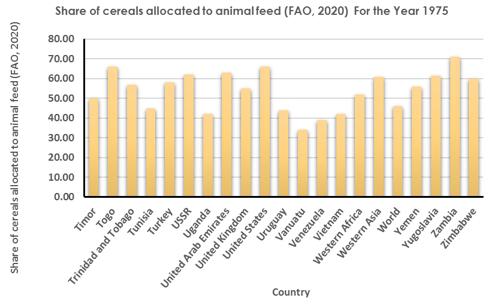 Share of cereals allocated to animal feed (FAO, 2020) For the Year 1975
Share of cereals allocated to animal feed (FAO, 2020)
80.00
70.00
60.00
50.00
40.00
30.00
20.00
10.00
0.00
Timor
Togo
Trinidad and Tobago
Tunisia
Turkey
USSR
Uganda
United Arab Emirates
United Kingdom
United States
Uruguay
Vanuatu
Venezuela
Vietnam
Western Africa
Western Asia
World
Yemen
Yugoslavia
Zambia
Zimbabwe
Country